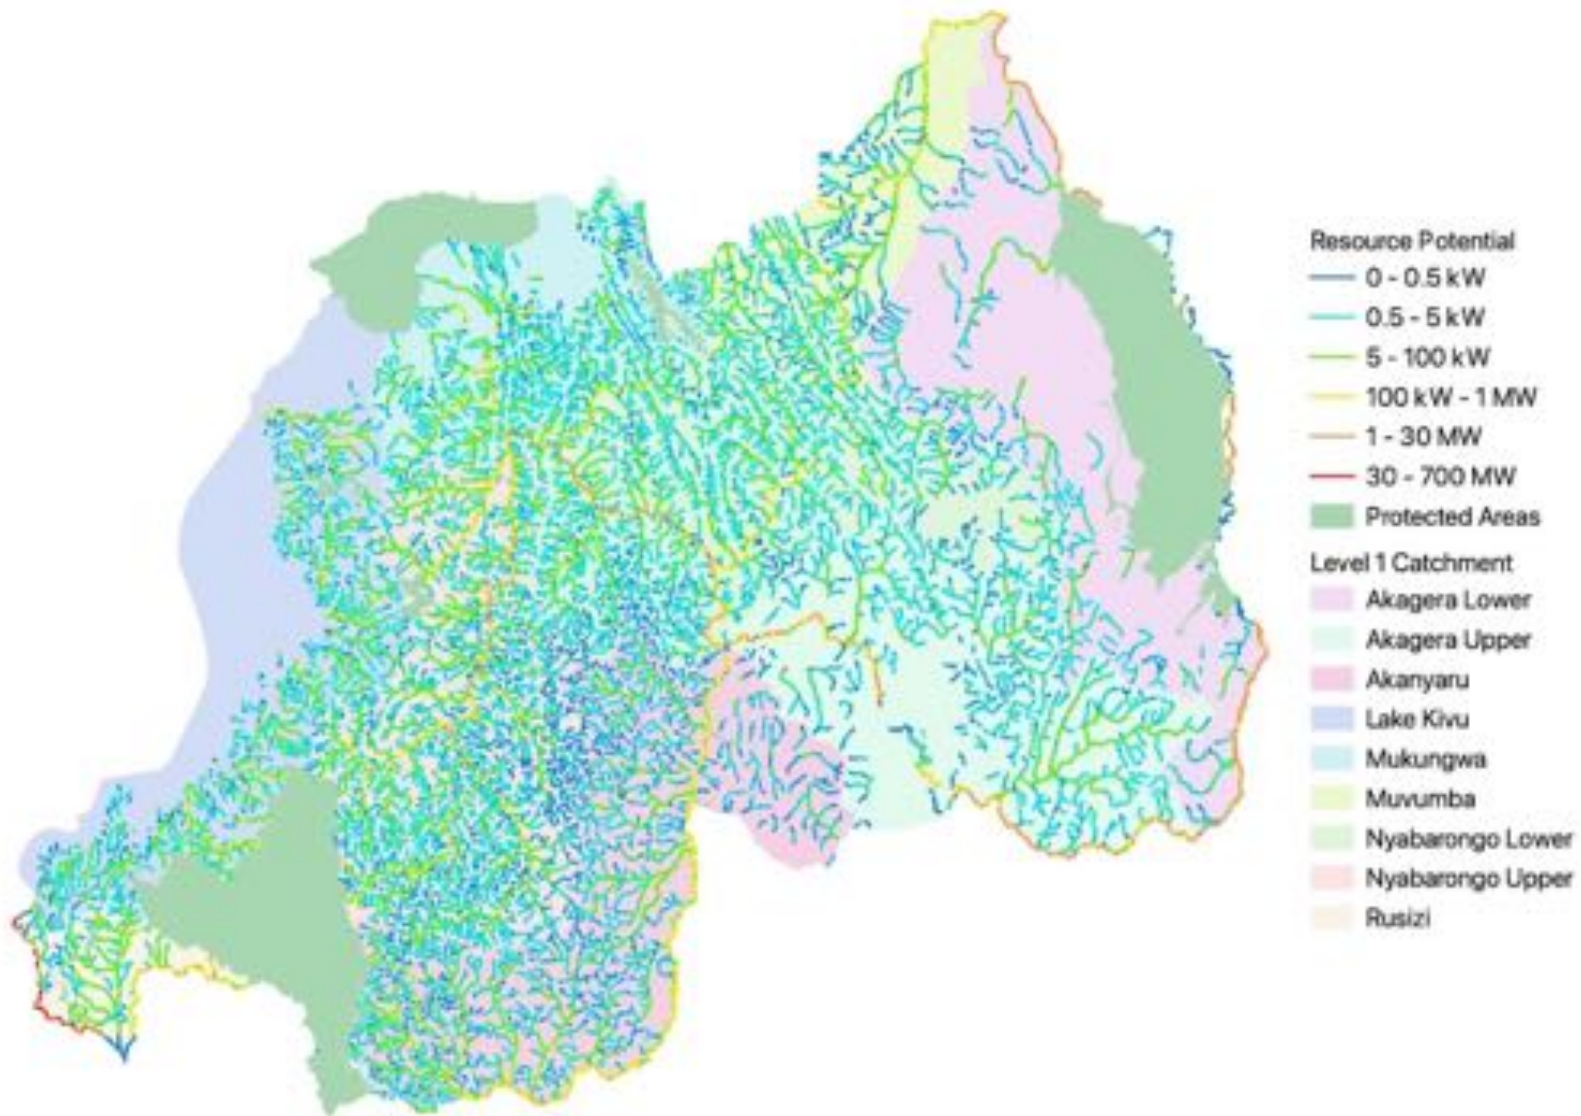 Resource Potential
0 - 0.5 kW
0.5 - 5 kW
5 - 100 kW
100 kW - 1 MW
1 - 30 MW
30 - 700 MW
Protected Areas
Level 1 Catchment
Akagera Lower
Akagera Upper
Akanyaru
Lake Kivu
Mukungwa
Muvumba
Nyabarongo Lower
Nyabarongo Upper
Rusizi